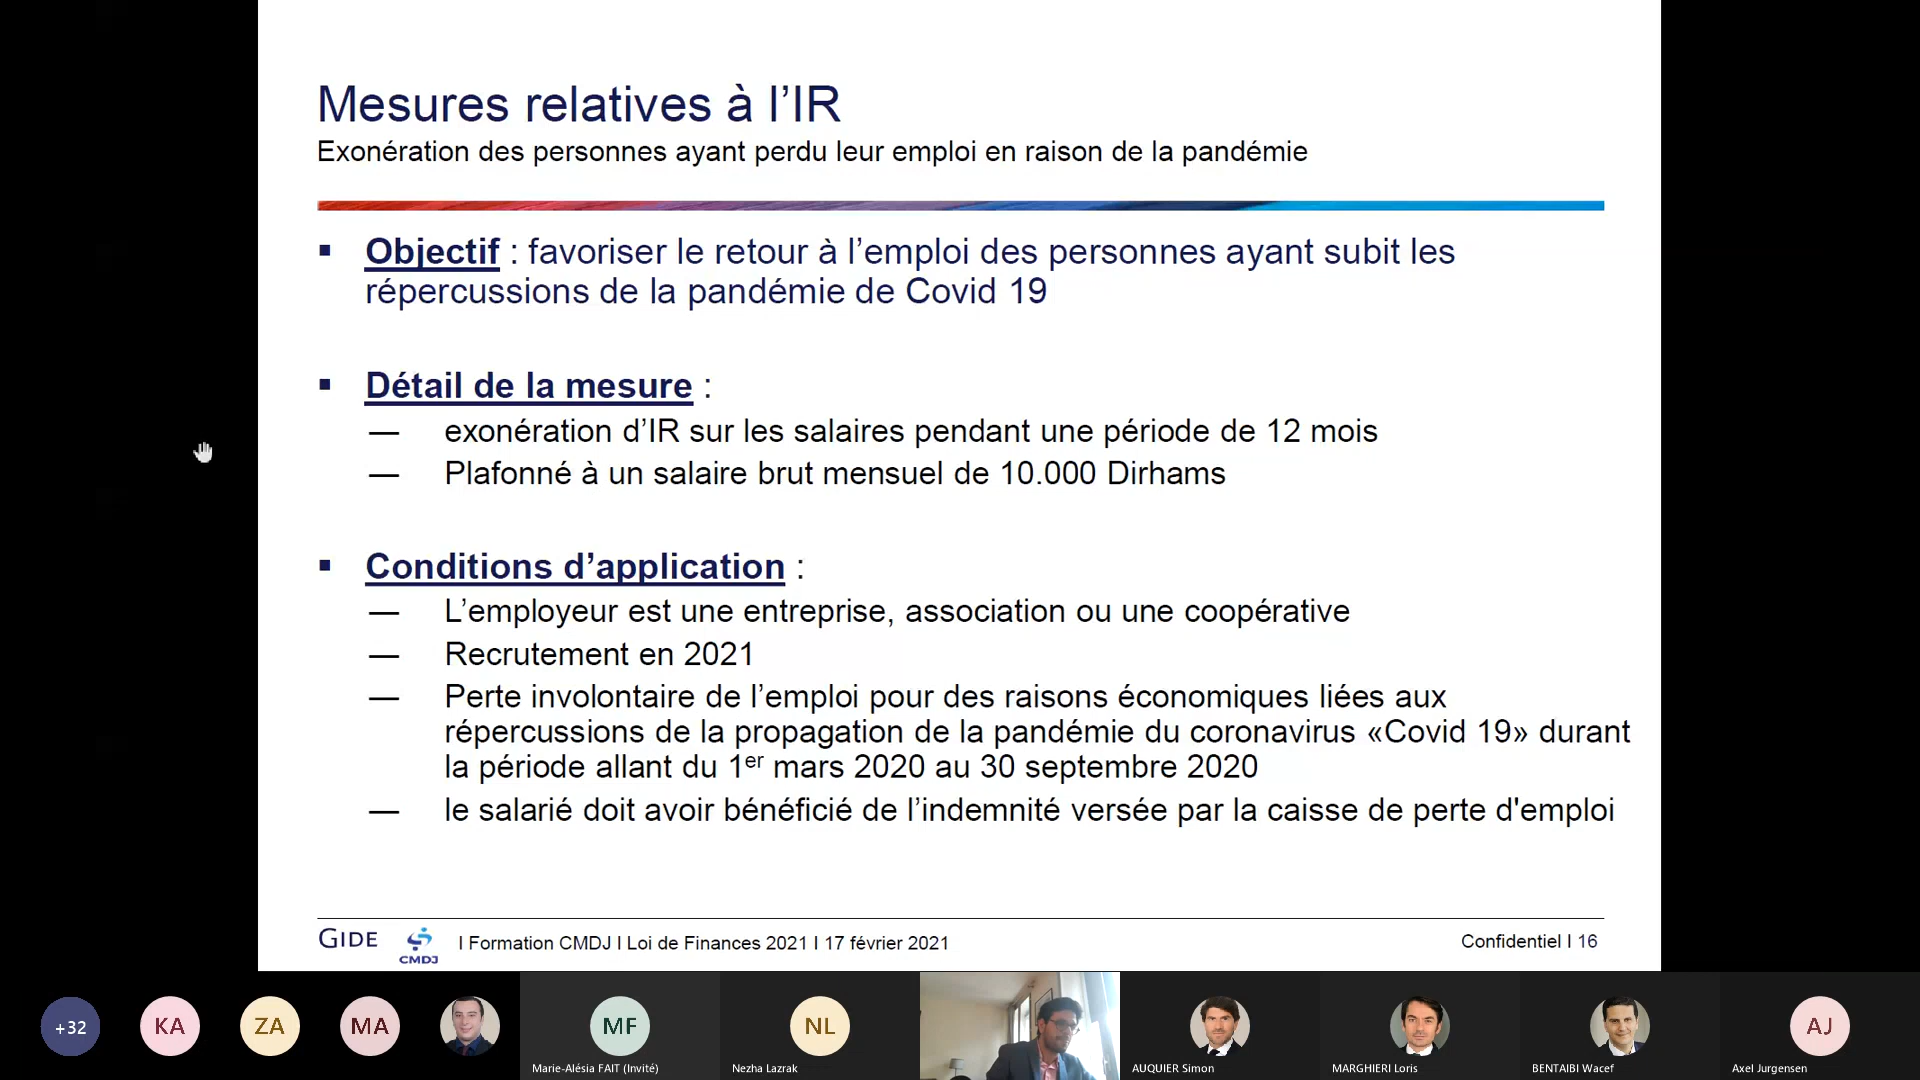 Mesures relatives à l’IR
Exonération des personnes ayant perdu leur emploi en raison de la pandémie
Objectif : favoriser le retour à l’emploi des personnes ayant subit les
répercussions de la pandémie de Covid 19
Détail de la mesure :
— exonération d’IR sur les salaires pendant une période de 12 mois
— Plafonné à un salaire brut mensuel de 10.000 Dirhams
Conditions d’application :
— L’employeur est une entreprise, association ou une coopérative
— Recrutement en 2021
— Perte involontaire de l’emploi pour des raisons économiques liées aux
répercussions de la propagation de la pandémie du coronavirus «Covid 19» durant
la période allant du 1er mars 2020 au 30 septembre 2020
— le salarié doit avoir bénéficié de l’indemnité versée par la caisse de perte d'emploi
GIDE CMDJ I Formation CMDJ I Loi de Finances 2021 I 17 février 2021 Confidentiel I 16
+32 KA ZA MA MF NL AJ
Marie-Alésia FAIT (Invité) Nezha Lazrak AUQUIER Simon MARGHIERI Loris BENTAIBI Wacef Axel Jurgensen